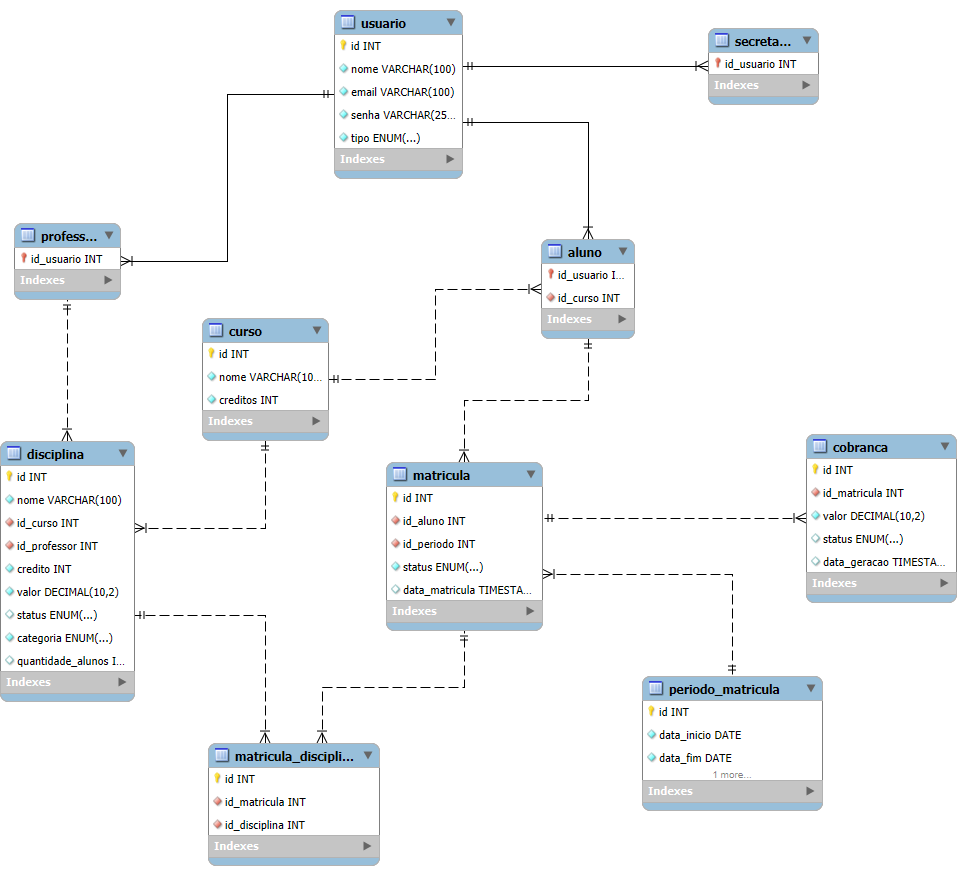 usuario
id INT
nome VARCHAR(100)
email VARCHAR(100)
senha VARCHAR(25...
tipo ENUM(...)
Indexes
secreta...
id_usuario INT
Indexes
profess...
id_usuario INT
Indexes
aluno
id_usuario I...
id_curso INT
Indexes
curso
id INT
nome VARCHAR(10...
creditos INT
Indexes
disciplina
id INT
nome VARCHAR(100)
id_curso INT
id_professor INT
credito INT
valor DECIMAL(10,2)
status ENUM(...)
categoria ENUM(...)
quantidade_alunos I...
Indexes
matricula
id INT
id_aluno INT
id_periodo INT
status ENUM(...)
data_matricula TIMESTA...
Indexes
cobranca
id INT
id_matricula INT
valor DECIMAL(10,2)
status ENUM(...)
data_geracao TIMESTA...
Indexes
periodo_matricula
id INT
data_inicio DATE
data_fim DATE
1 more...
Indexes
matricula_discipli...
id INT
id_matricula INT
id_disciplina INT
Indexes